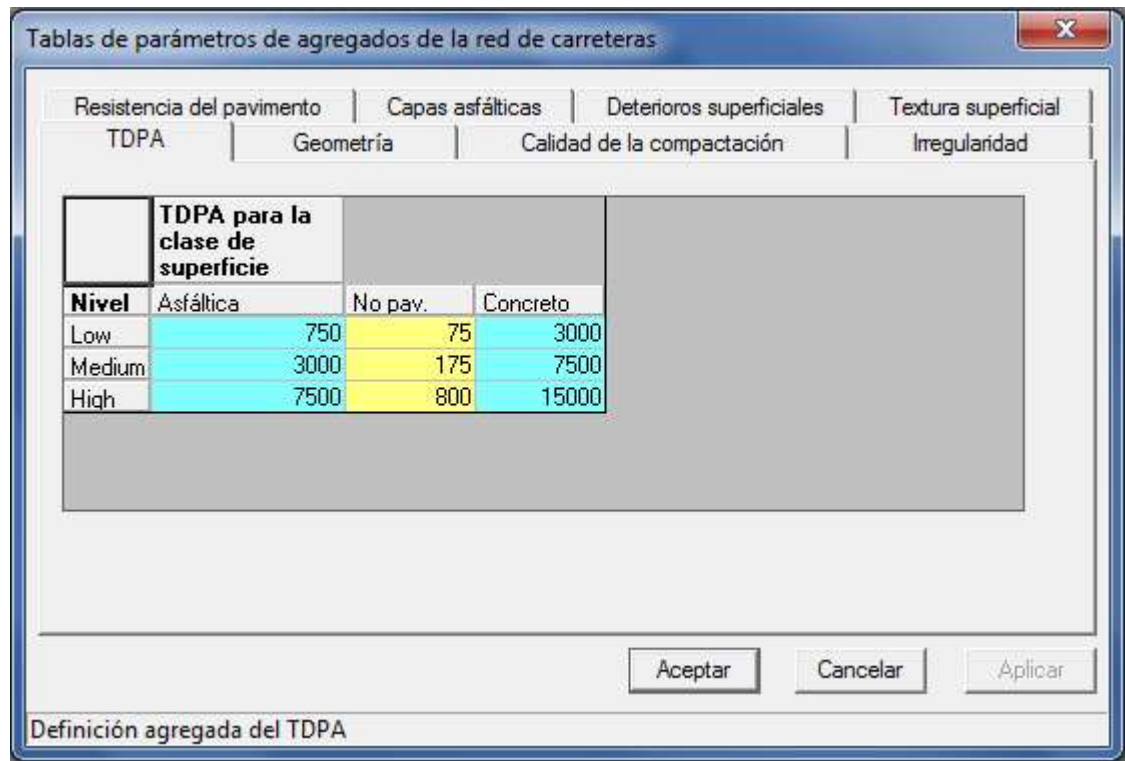 Tablas de parámetros de agregados de la red de carreteras
Resistencia del pavimento Capas asfálticas Deterioros superficiales Textura superficial
TDPA Geometría Calidad de la compactación Irregularidad
TDPA para la
clase de
superficie
Nivel Asfáltica No pav. Concreto
Low 750 75 3000
Medium 3000 175 7500
High 7500 800 15000
Aceptar Cancelar Aplicar
Definición agregada del TDPA